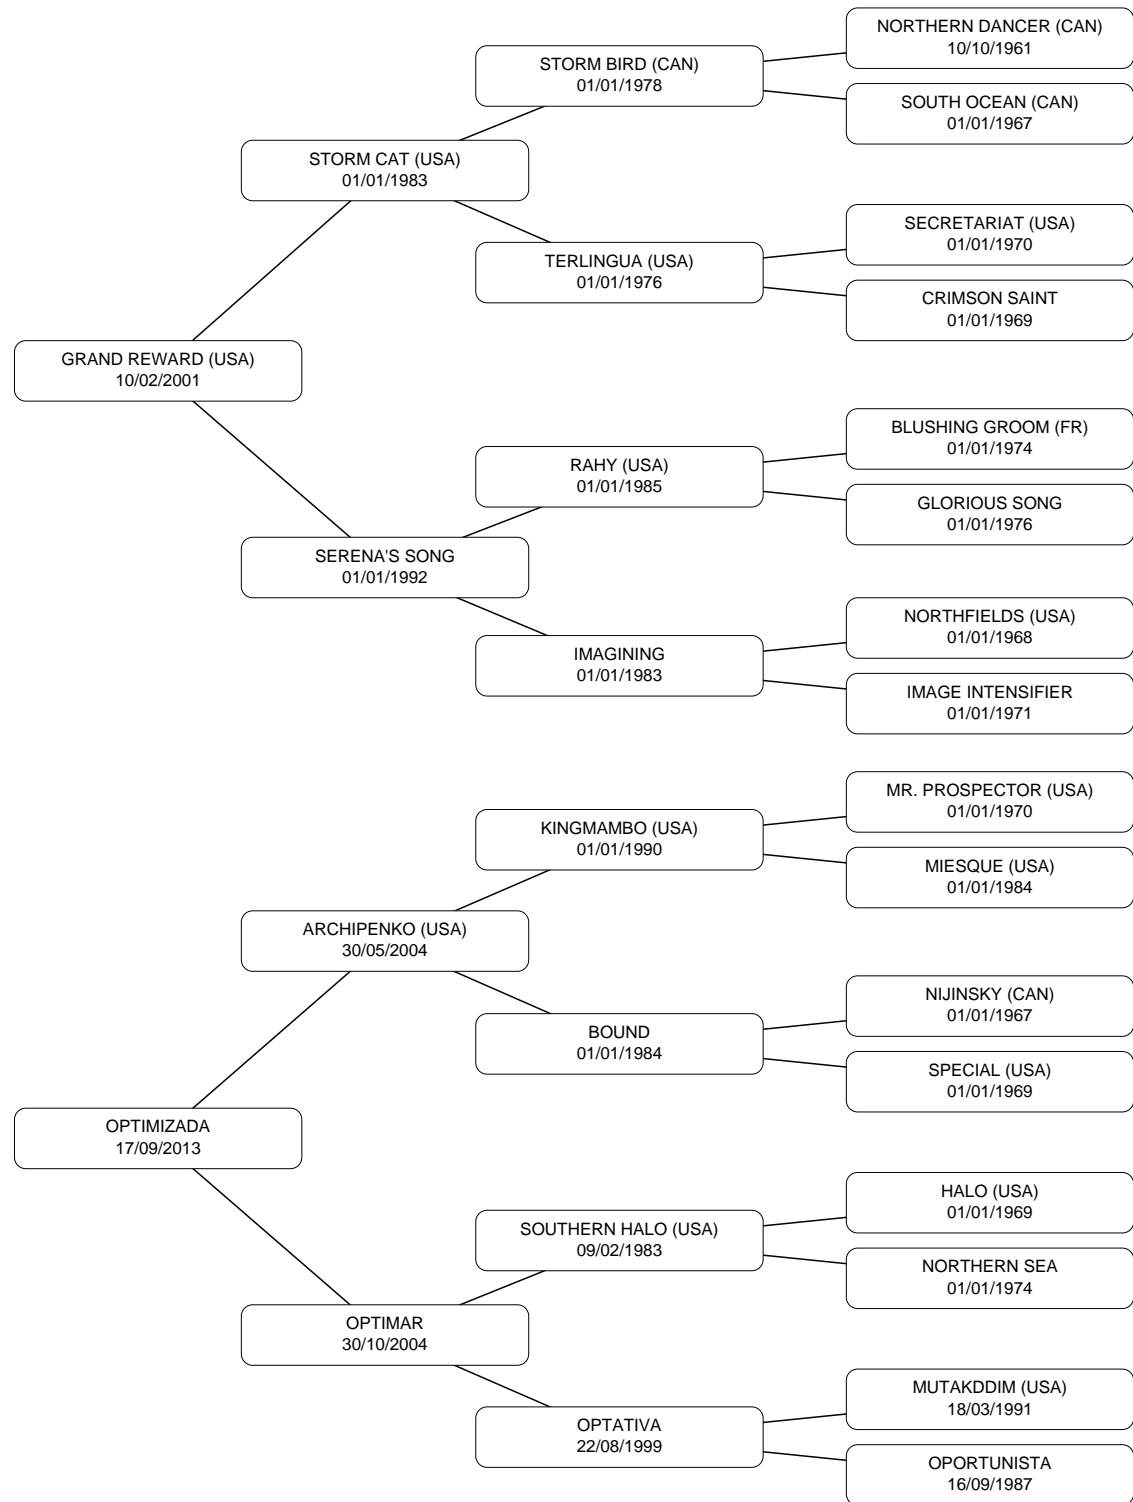 NORTHERN DANCER (CAN)
10/10/1961
STORM BIRD (CAN)
01/01/1978
SOUTH OCEAN (CAN)
01/01/1967
STORM CAT (USA)
01/01/1983
SECRETARIAT (USA)
01/01/1970
TERLINGUA (USA)
01/01/1976
CRIMSON SAINT
01/01/1969
GRAND REWARD (USA)
10/02/2001
BLUSHING GROOM (FR)
01/01/1974
RAHY (USA)
01/01/1985
GLORIOUS SONG
01/01/1976
SERENA'S SONG
01/01/1992
NORTHFIELDS (USA)
01/01/1968
IMAGINING
01/01/1983
IMAGE INTENSIFIER
01/01/1971
MR. PROSPECTOR (USA)
01/01/1970
KINGMAMBO (USA)
01/01/1990
MIESQUE (USA)
01/01/1984
ARCHIPENKO (USA)
30/05/2004
NIJINSKY (CAN)
01/01/1967
BOUND
01/01/1984
SPECIAL (USA)
01/01/1969
OPTIMIZADA
17/09/2013
HALO (USA)
01/01/1969
SOUTHERN HALO (USA)
09/02/1983
NORTHERN SEA
01/01/1974
OPTIMAR
30/10/2004
MUTAKDDIM (USA)
18/03/1991
OPTATIVA
22/08/1999
OPORTUNISTA
16/09/1987